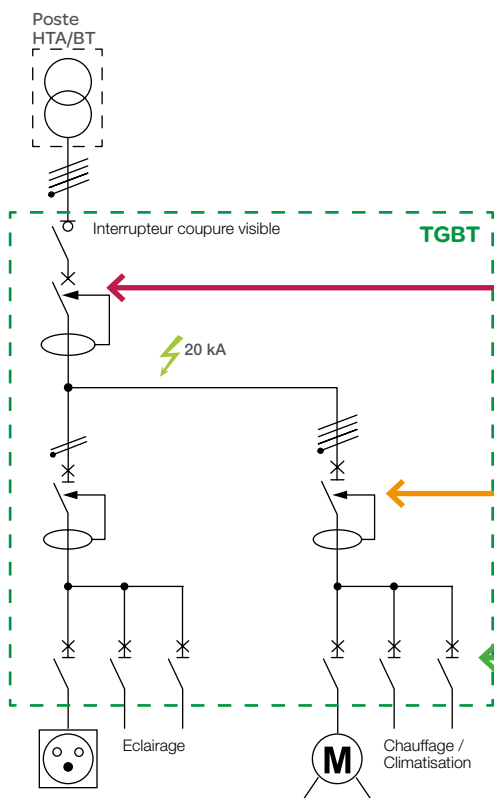 Poste
HTA/BT
Interrupteur coupure visible
TGBT
20 kA
Eclairage
M
Chauffage /
Climatisation